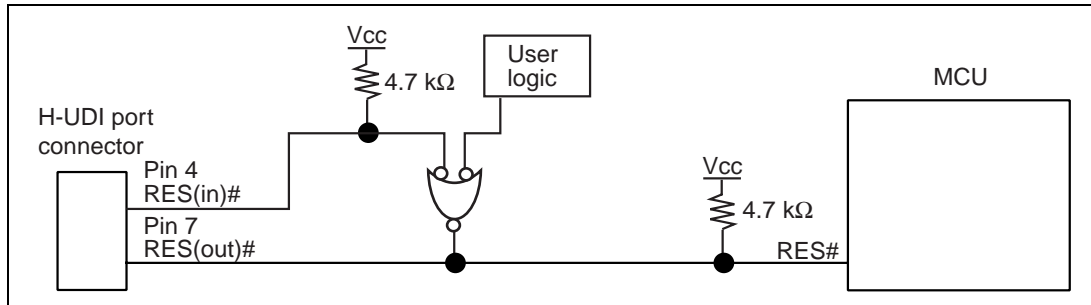 Vcc
4.7 kΩ
User
logic
MCU
H-UDI port
connector
Pin 4
RES(in)#
Pin 7
RES(out)#
Vcc
4.7 kΩ
RES#